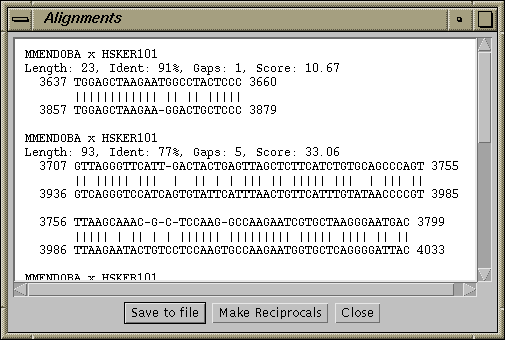 Alignments
MMENDOBA x HSKER101
Length: 23, Ident: 91%, Gaps: 1, Score: 10.67
3637 TGGAGCTAAGAATGGCCTACTCCC 3660
|||||||||||| || || |||||
3857 TGGAGCTAAGAA-GGACTGCTCCC 3879
MMENDOBA x HSKER101
Length: 93, Ident: 77%, Gaps: 5, Score: 33.06
3707 GTTAGGGTTCATT-GACTACTGAGTTAGCTCTTCATCTGTGCAGCCCAGT 3755
3936 GTCAGGGTCCATCAGTGTATTCATTTAACTGTTCATTTGTATAACCCCGT 3985
3756 TTAAGCAAAC-G-C-TCCAAG-GCCAAGAATCGTGCTAAGGGAATGAC 3799
3986 TTAAGAATACTGTCCTCCAAGTGCCAAGAATGGTGCTCAGGGGATTAC 4033
MMENDOBA x HSKER101
Save to file
Make Reciprocals
Close